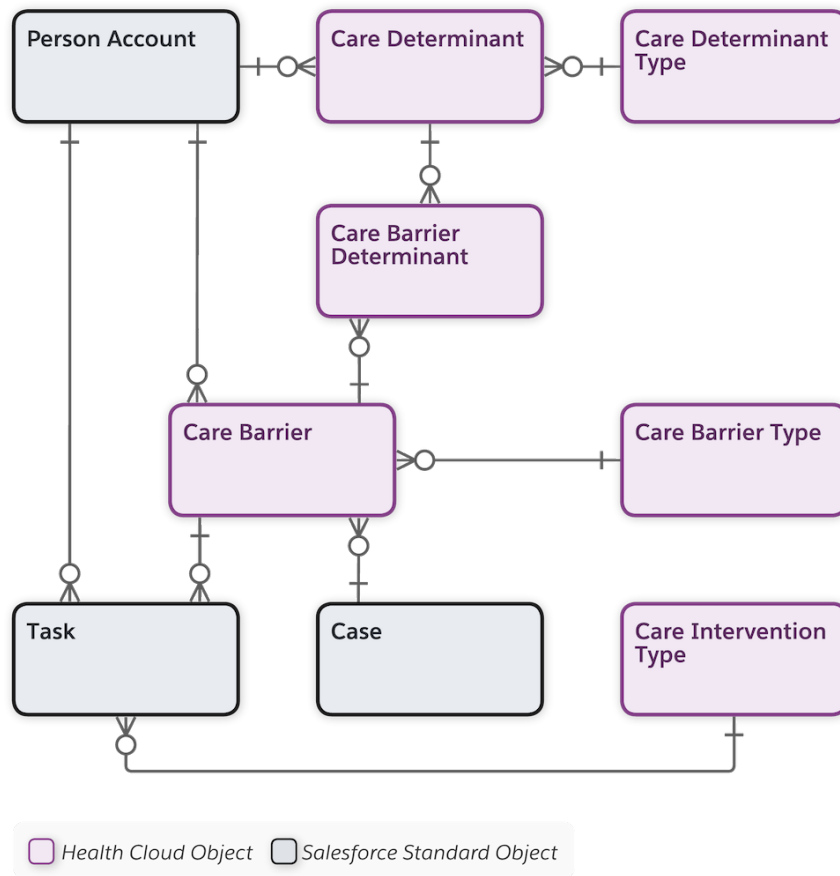 Person Account
Care Determinant
Care Determinant
Type
Care Barrier
Determinant
Care Barrier
Care Barrier Type
Task
Case
Care Intervention
Type
Health Cloud Object
Salesforce Standard Object